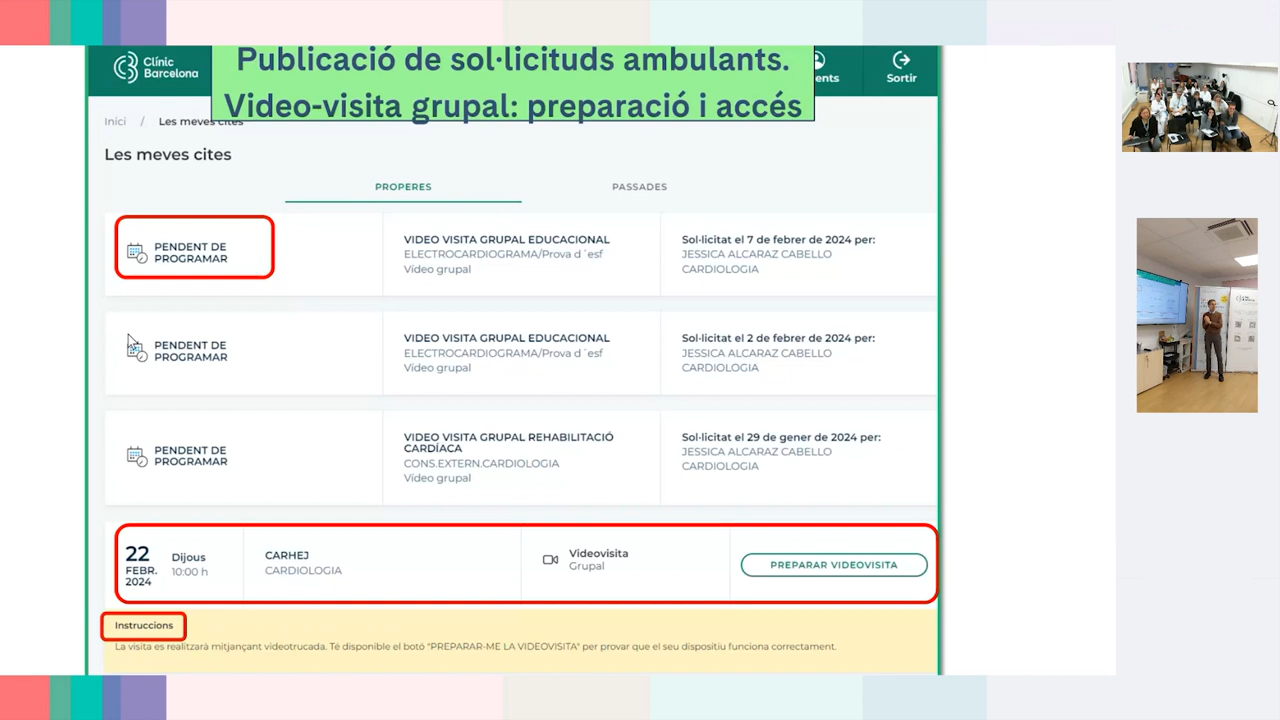 Publicació de sol·licituds ambulants.
Video-visita grupal: preparació i accés
Clínic
Barcelona
ents
Sortir
Inici / Les meves cites
Les meves cites
PROPERES
PASSADES
PENDENT DE
PROGRAMAR
VIDEO VISITA GRUPAL EDUCACIONAL
ELECTROCARDIOGRAMA/Prova d´esf
Vídeo grupal
Sol·licitat el 7 de febrer de 2024 per:
JESSICA ALCARAZ CABELLO
CARDIOLOGIA
PENDENT DE
PROGRAMAR
VIDEO VISITA GRUPAL EDUCACIONAL
ELECTROCARDIOGRAMA/Prova d´esf
Vídeo grupal
Sol·licitat el 2 de febrer de 2024 per:
JESSICA ALCARAZ CABELLO
CARDIOLOGIA
PENDENT DE
PROGRAMAR
VIDEO VISITA GRUPAL REHABILITACIÓ
CARDÍACA
CONS.EXTERN.CARDIOLOGIA
Vídeo grupal
Sol·licitat el 29 de gener de 2024 per:
JESSICA ALCARAZ CABELLO
CARDIOLOGIA
22
FEBR.
2024
Dijous
10:00 h
CARHEJ
CARDIOLOGIA
Videovisita
Grupal
PREPARAR VIDEOVISITA
Instruccions
La visita es realitzarà mitjançant videotrucada. Té disponible el botó "PREPARAR-ME LA VIDEOVISITA" per provar que el seu dispositiu funciona correctament.